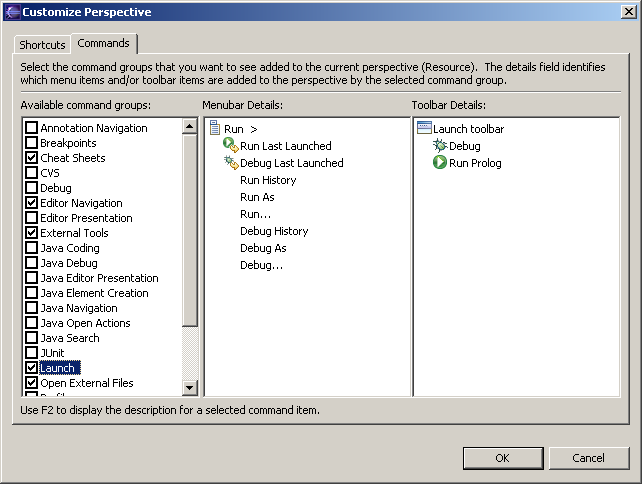 Customize Perspective
Shortcuts Commands
Select the command groups that you want to see added to the current perspective (Resource).  The details field identifies
which menu items and/or toolbar items are added to the perspective by the selected command group.
Available command groups:
Annotation Navigation
Breakpoints
Cheat Sheets
CVS
Debug
Editor Navigation
Editor Presentation
External Tools
Java Coding
Java Debug
Java Editor Presentation
Java Element Creation
Java Navigation
Java Open Actions
Java Search
JUnit
Launch
Open External Files
Menubar Details:
Run  >
Run Last Launched
Debug Last Launched
Run History
Run As
Run...
Debug History
Debug As
Debug...
Toolbar Details:
Launch toolbar
Debug
Run Prolog
Use F2 to display the description for a selected command item.
OK Cancel